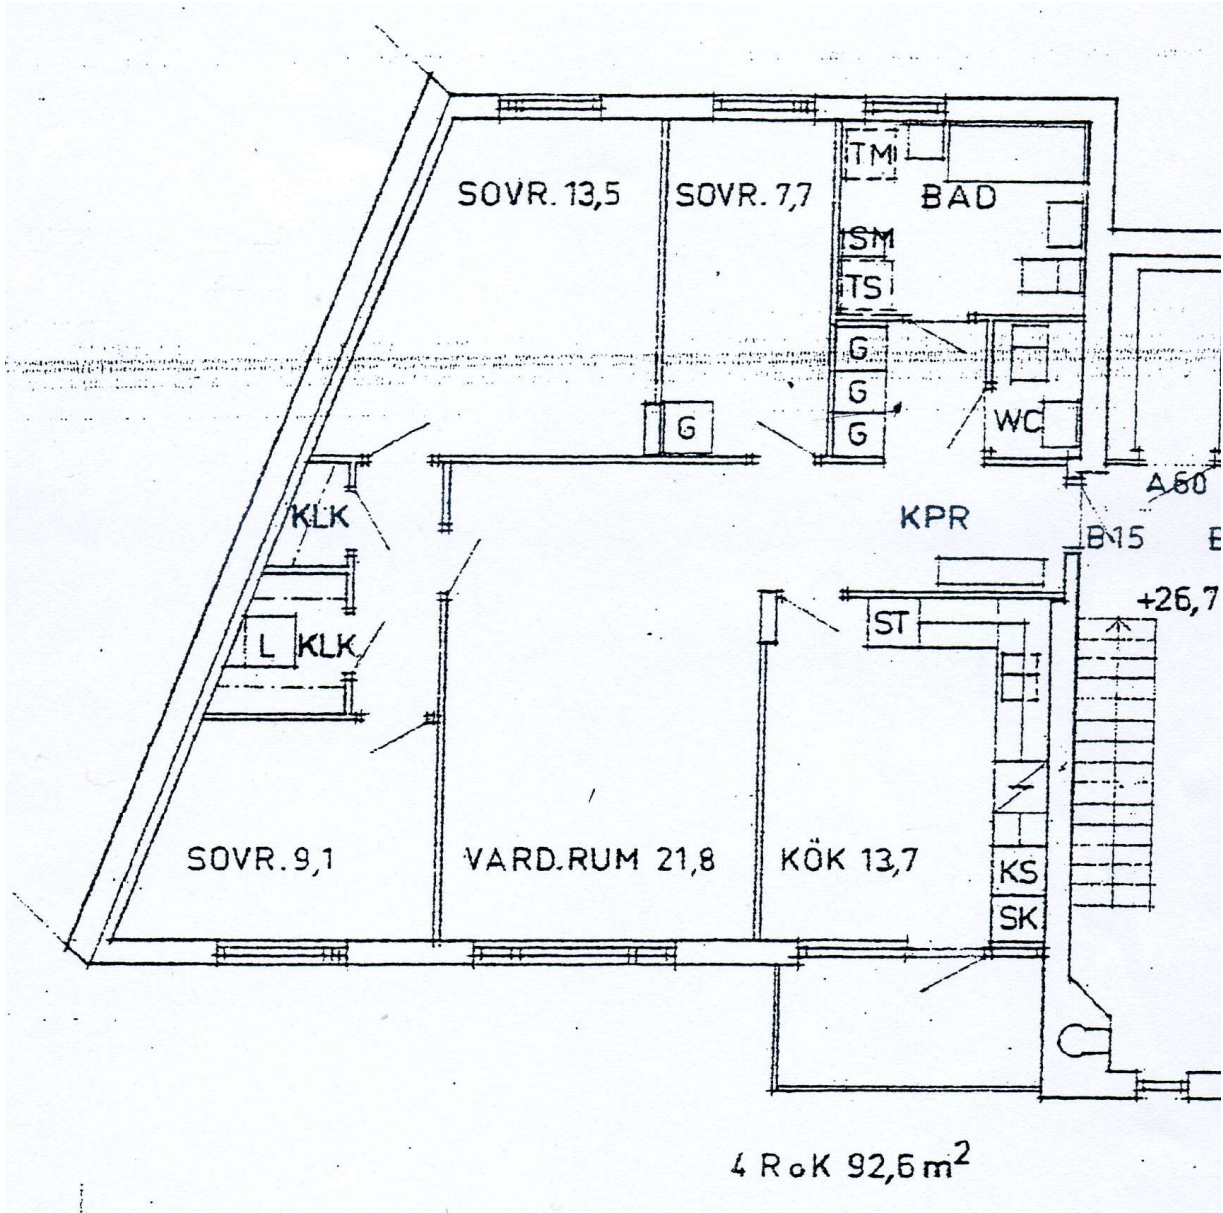 SOVR. 13,5
SOVR. 7,7
TM
BAD
SM
TS
G
G
G
G
WC
KLK
KPR
A60
B15
+26,7
L
KLK
ST
SOVR. 9,1
VARD.RUM 21,8
KÖK 13,7
KS
SK
4 RoK 92,6 m²